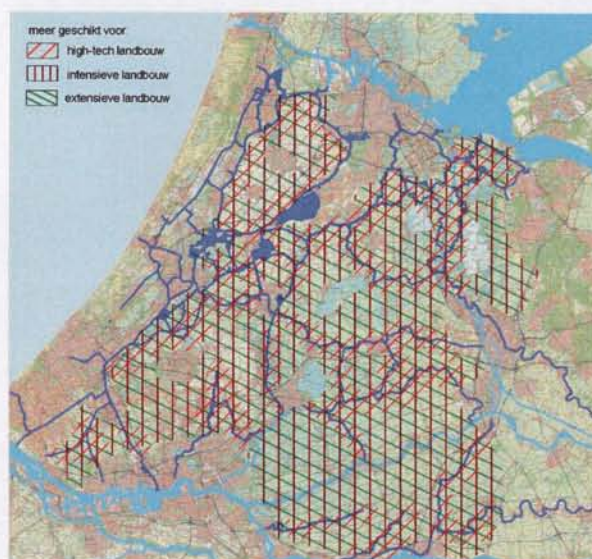 meer geschikt voor:
high-tech landbouw
intensieve landbouw
extensieve landbouw